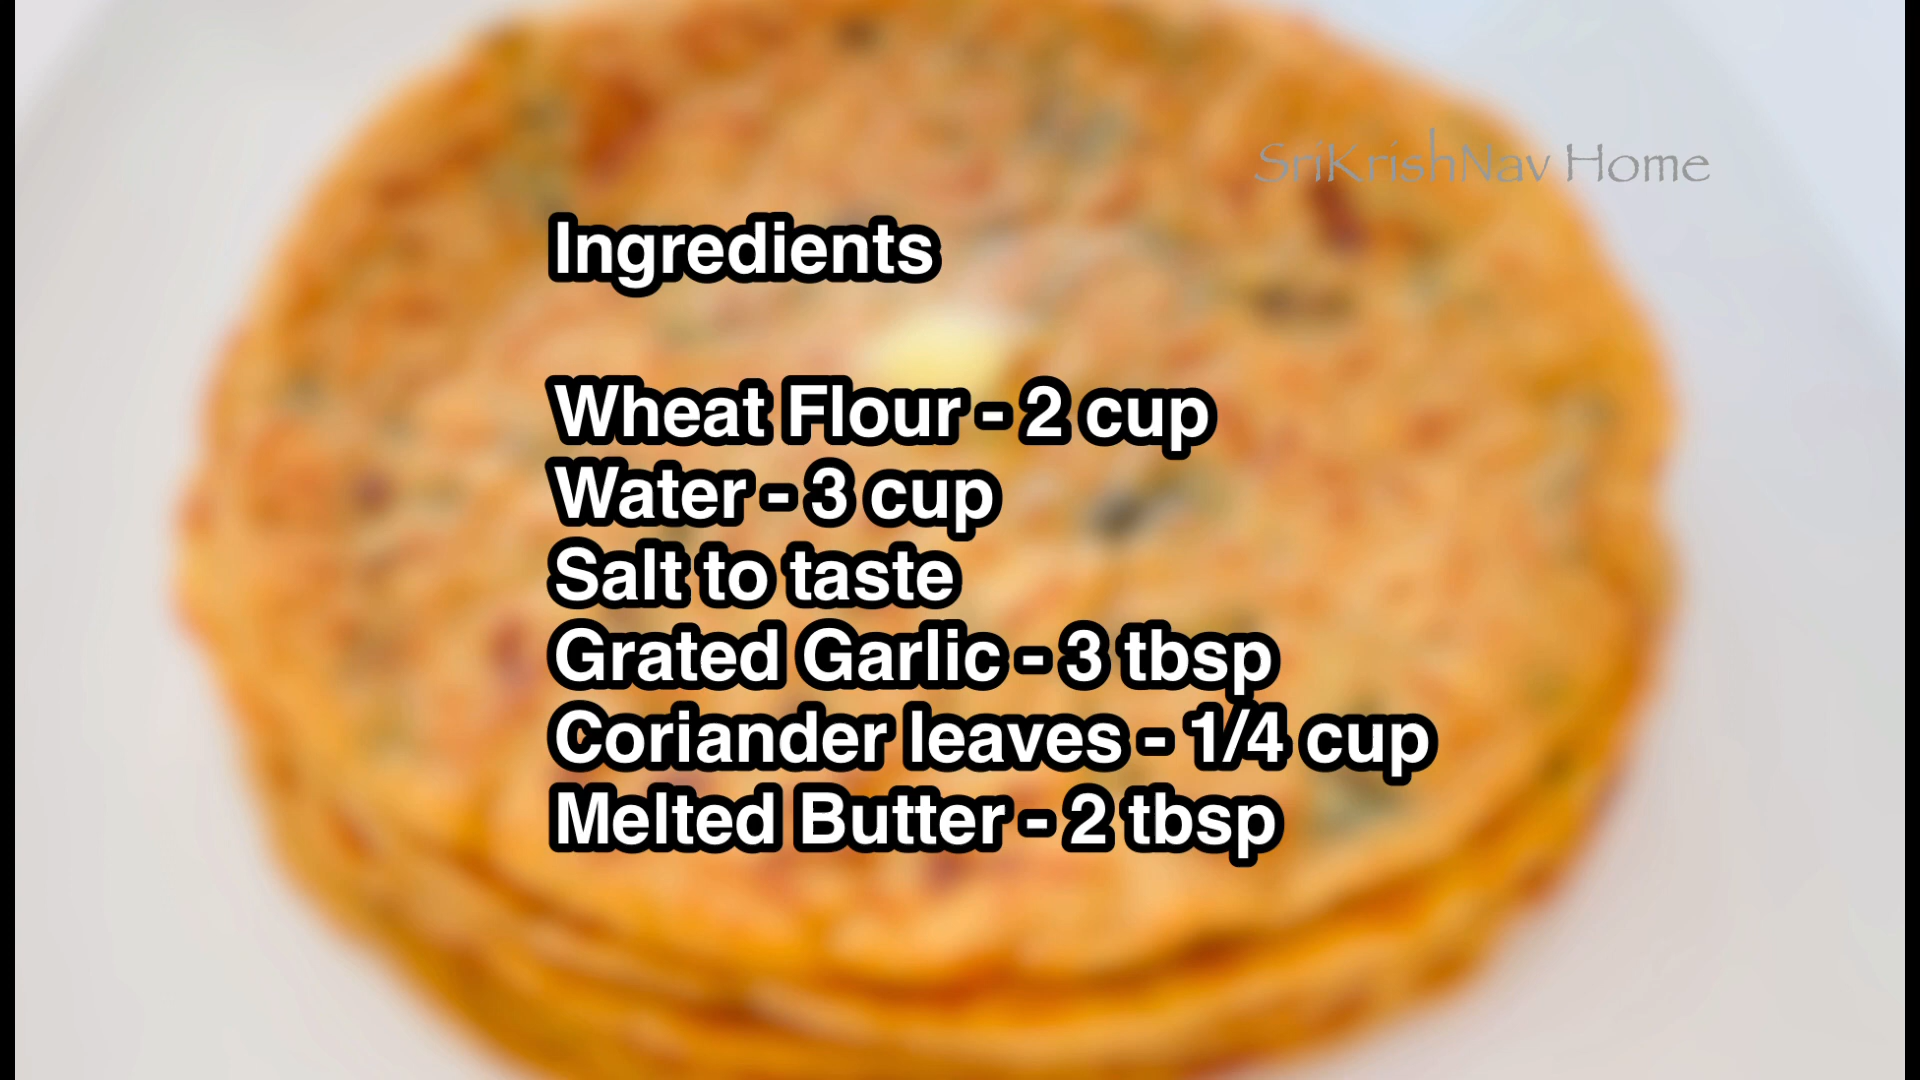 SriKrishNav Home
Ingredients
Wheat Flour - 2 cup
Water - 3 cup
Salt to taste
Grated Garlic - 3 tbsp
Coriander leaves - 1/4 cup
Melted Butter - 2 tbsp